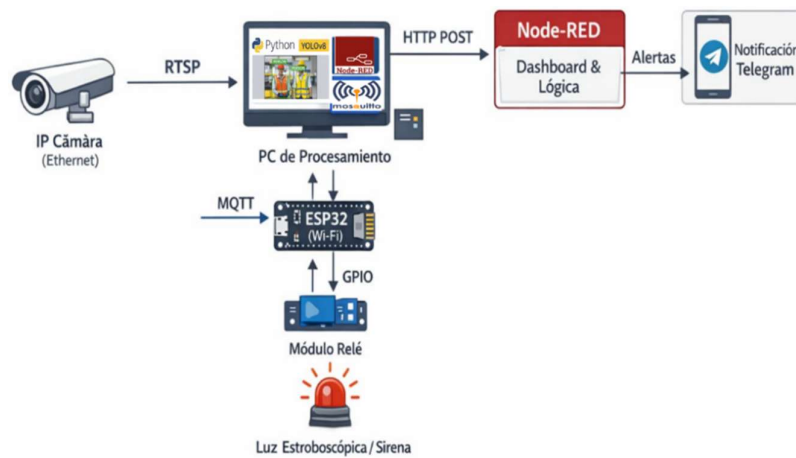 RTSP
IP Cãmàra
(Ethernet)
Python
YOLOv8
Node-RED
mosquitto
PC de Procesamiento
HTTP POST
Node-RED
Dashboard &
Lógica
Alertas
Notificación
Telegram
MQTT
ESP32
(Wi-Fi)
GPIO
Módulo Relé
Luz Estroboscópica / Sirena